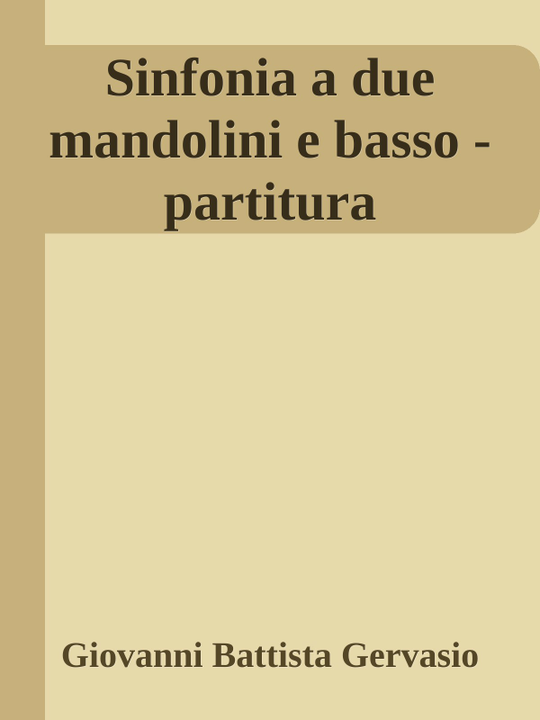 Sinfonia a due
mandolini e basso -
partitura
Giovanni Battista Gervasio